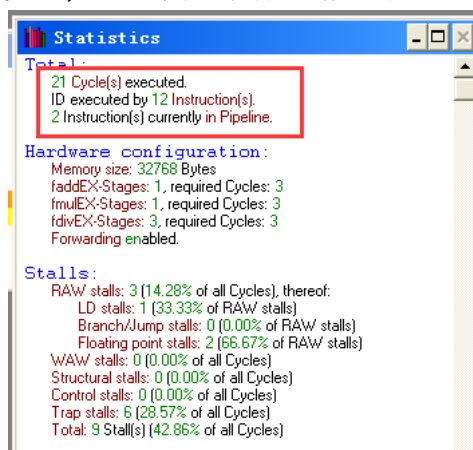 Statistics
Total:
21 Cycle(s) executed.
ID executed by 12 Instruction(s).
2 Instruction(s) currently in Pipeline.
Hardware configuration:
Memory size: 32768 Bytes
faddEX-Stages: 1, required Cycles: 3
fmulEX-Stages: 1, required Cycles: 3
fdivEX-Stages: 3, required Cycles: 3
Forwarding enabled.
Stalls:
RAW stalls: 3 (14.28% of all Cycles), thereof:
LD stalls: 1 (33.33% of RAW stalls)
Branch/Jump stalls: 0 (0.00% of RAW stalls)
Floating point stalls: 2 (66.67% of RAW stalls)
WAW stalls: 0 (0.00% of all Cycles)
Structural stalls: 0 (0.00% of all Cycles)
Control stalls: 0 (0.00% of all Cycles)
Trap stalls: 6 (28.57% of all Cycles)
Total: 9 Stall(s) (42.86% of all Cycles)